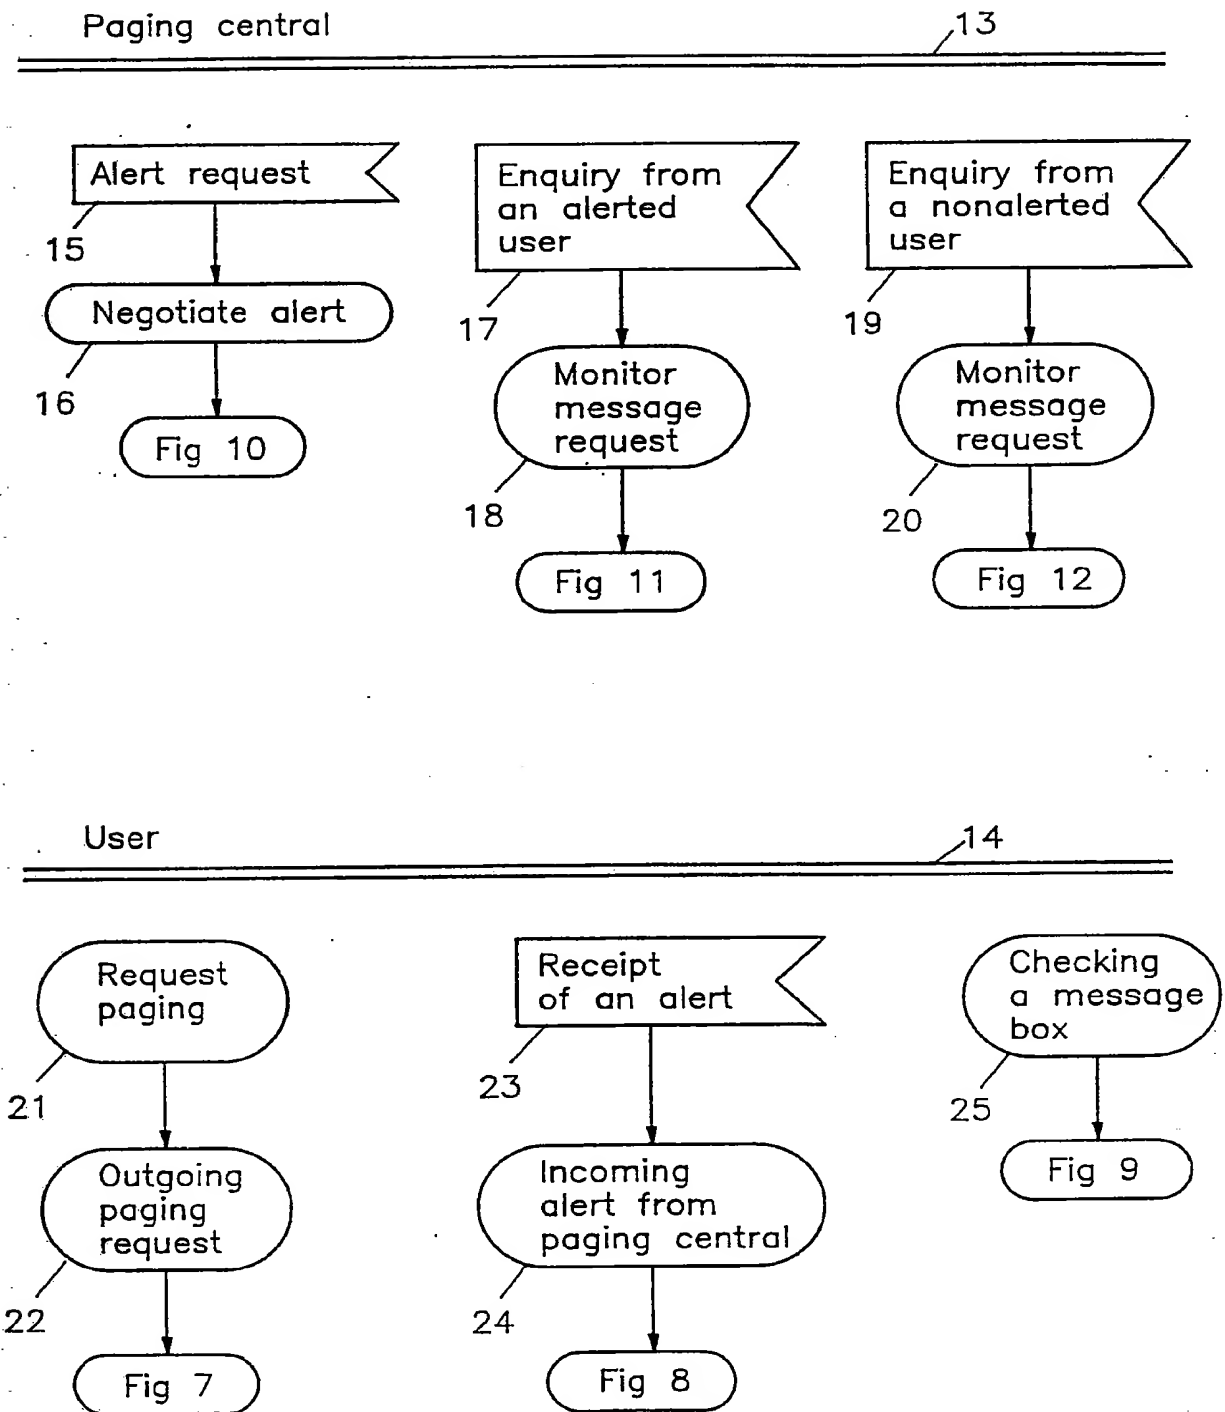 Paging central
13
Alert request
15
Negotiate alert
16
Fig 10
Enquiry from
an alerted
user
17
Monitor
message
request
18
Fig 11
Enquiry from
a nonalerted
user
19
Monitor
message
request
20
Fig 12
User
14
Request
paging
21
Outgoing
paging
request
22
Fig 7
Receipt
of an alert
23
Incoming
alert from
paging central
24
Fig 8
Checking
a message
box
25
Fig 9